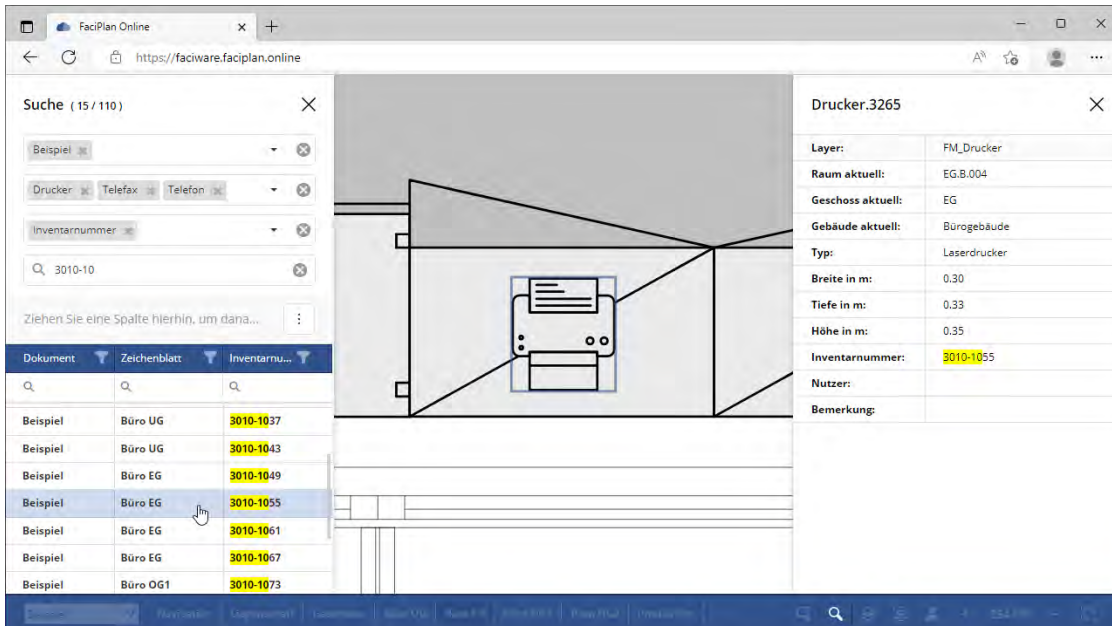 FaciPlan Online
https://faciware.faciplan.online
Suche ( 15 / 110 )
Beispiel
Drucker Telefax Telefon
Inventarnummer
3010-10
Ziehen Sie eine Spalte hierhin, um dana...
Dokument Zeichenblatt Inventarnu...
Beispiel Büro UG 3010-1037
Beispiel Büro UG 3010-1043
Beispiel Büro EG 3010-1049
Beispiel Büro EG 3010-1055
Beispiel Büro EG 3010-1061
Beispiel Büro EG 3010-1067
Beispiel Büro OG1 3010-1073
Drucker.3265
Layer: FM_Drucker
Raum aktuell: EG.B.004
Geschoss aktuell: EG
Gebäude aktuell: Bürogebäude
Typ: Laserdrucker
Breite in m: 0.30
Tiefe in m: 0.33
Höhe in m: 0.35
Inventarnummer: 3010-1055
Nutzer:
Bemerkung: